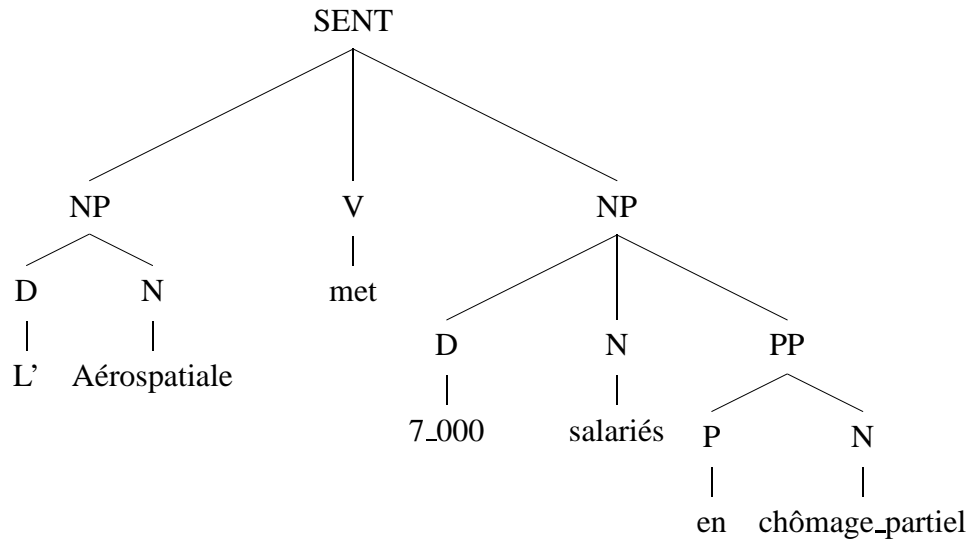 SENT
NP V NP
D N met
L' Aérospatiale
D N PP
7_000 salariés
P N
en chômage_partiel